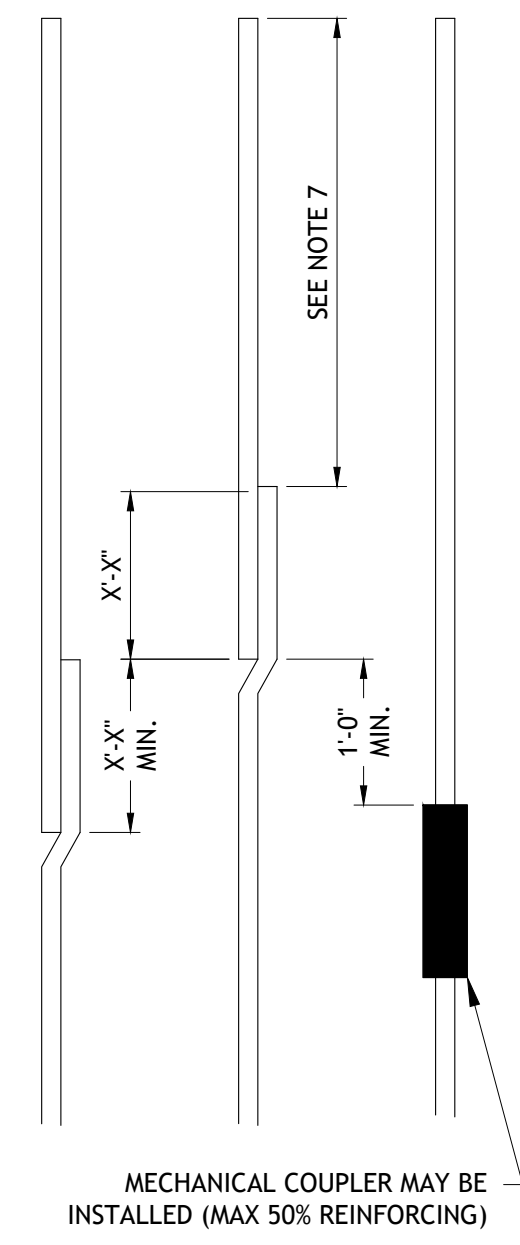 SEE NOTE 7
X'-X"
X'-X"
MIN.
1'-0"
MIN.
MECHANICAL COUPLER MAY BE
INSTALLED (MAX 50% REINFORCING)